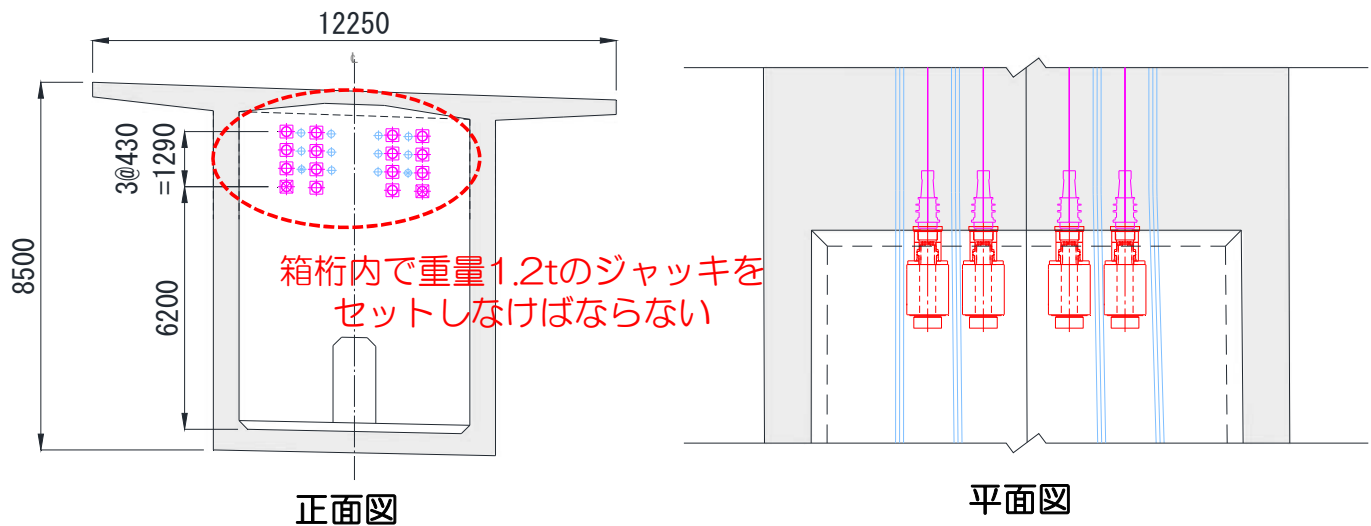 12250
3@430
=1290
8500
6200
箱桁内で重量1.2tのジャッキを
セットしなけばならない
正面図
平面図